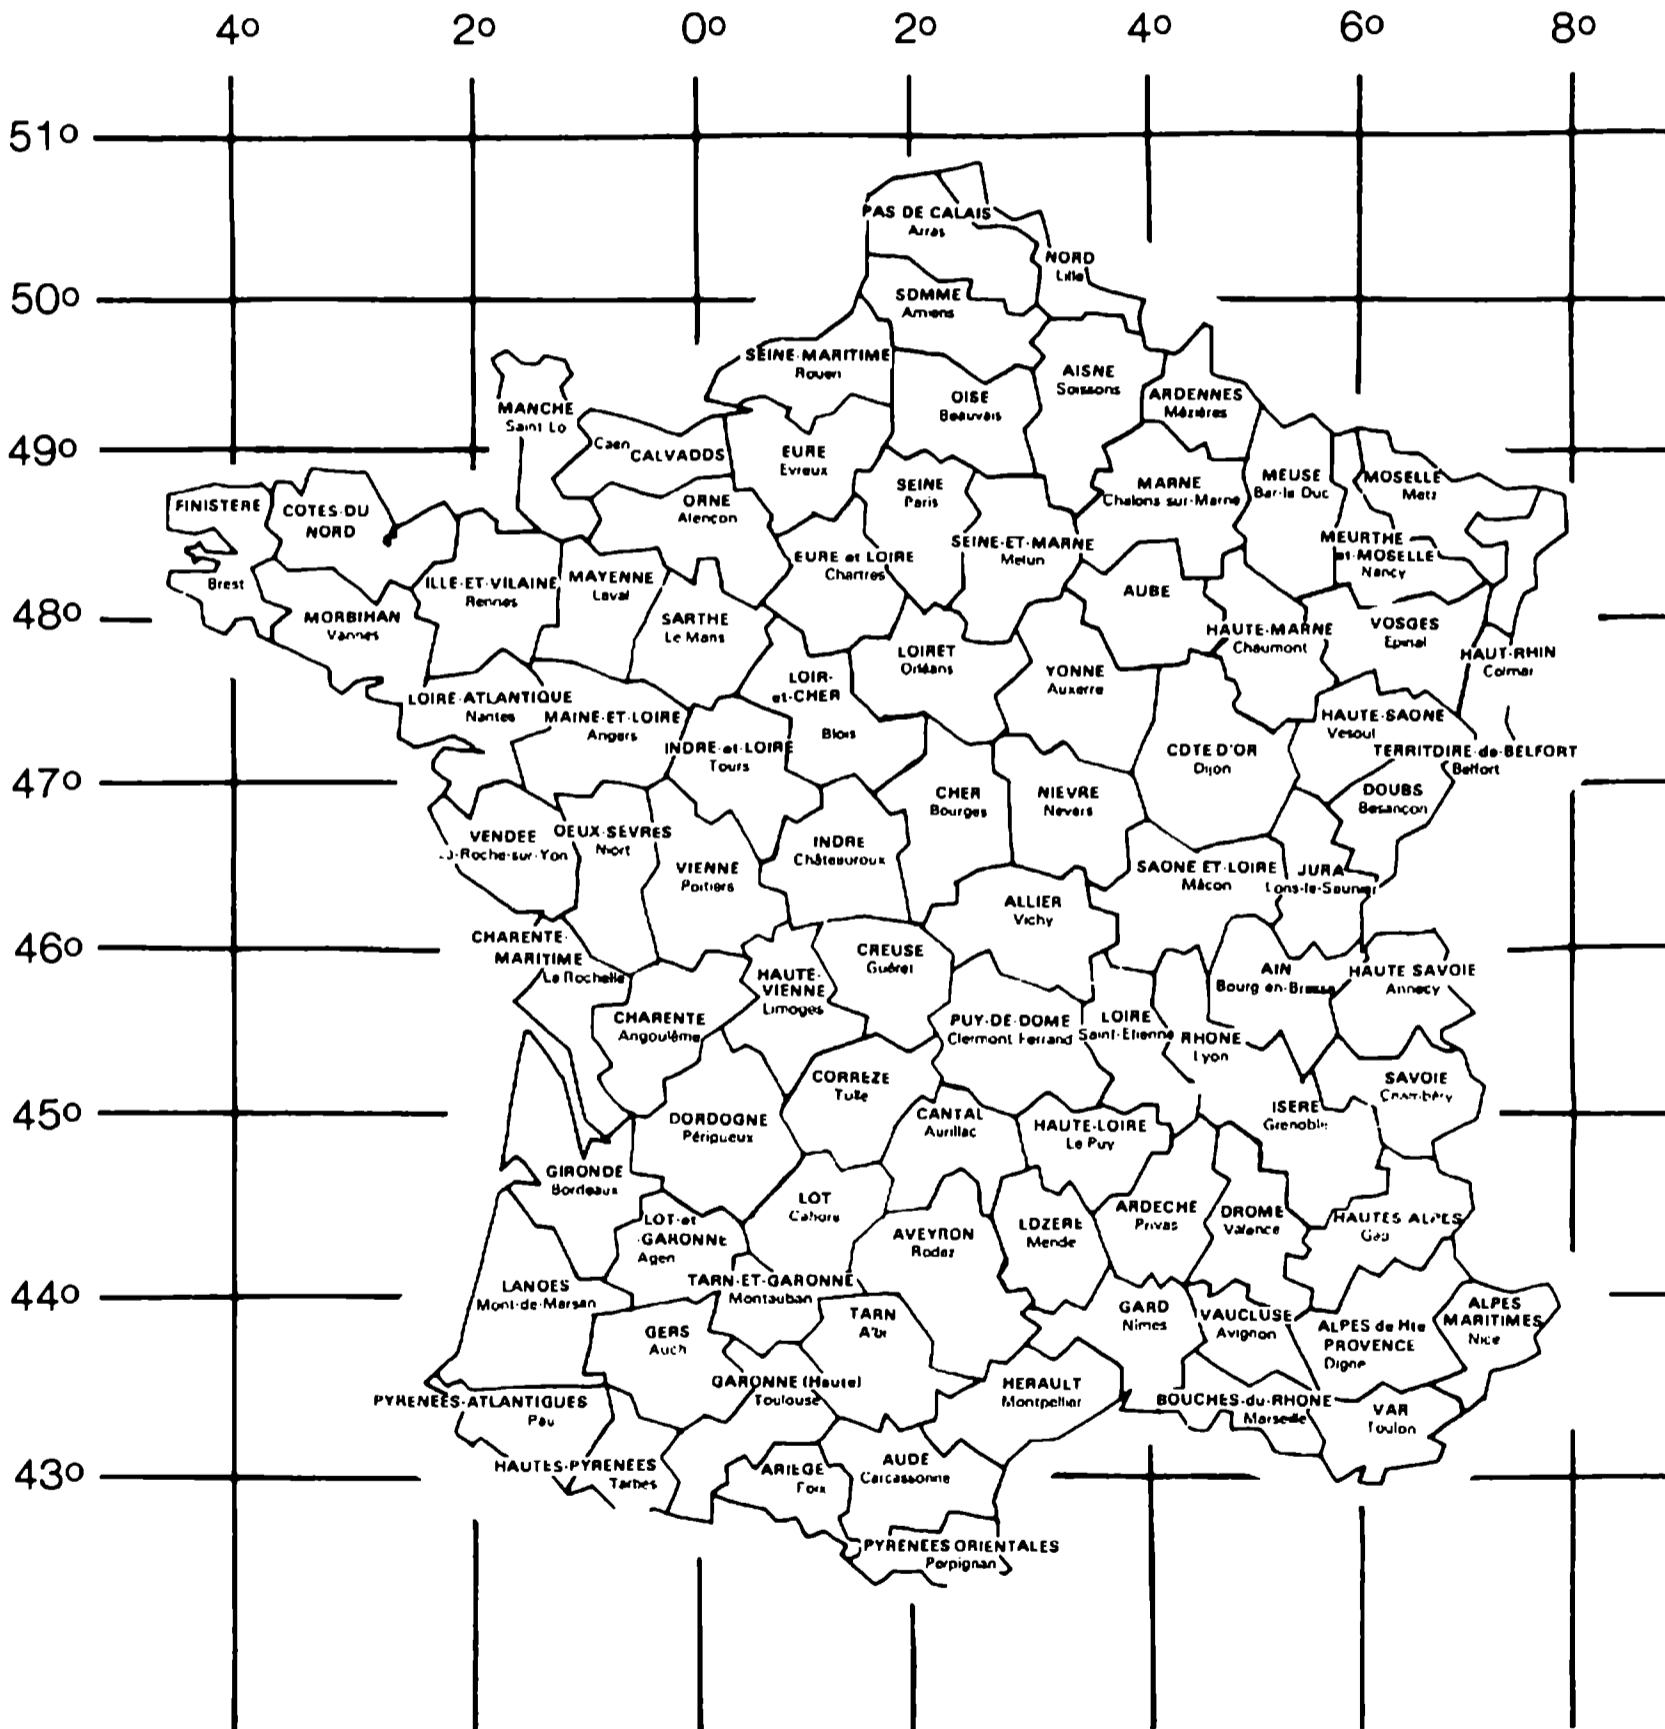 4º 2º 0º 2º 4º 6º 8º
51º
PAS DE CALAIS
Arras
NORD
Lille
50º
SOMME
Amiens
SEINE-MARITIME
Rouen
AISNE
Soissons
OISE
Beauvais
ARDENNES
Mézières
MANCHE
Saint Lo
49º
Caen CALVADOS
EURE
Evreux
MARNE
Chalons sur-Marne
MEUSE
Bar-le Duc
MOSELLE
Metz
SEINE
Paris
FINISTERE
COTES-DU
NORD
ORNE
Alençon
SEINE-ET-MARNE
Melun
MEURTHE
et-MOSELLE
Nancy
EURE et LOIRE
Chartres
Brest
ILLE-ET-VILAINE
Rennes
MAYENNE
Laval
AUBE
48º
MORBIHAN
Vannes
SARTHE
Le Mans
HAUTE-MARNE
Chaumont
VOSGES
Epinal
LOIRET
Orléans
HAUT-RHIN
Colmar
YONNE
Auxerre
LOIR-
et-CHER
Blois
LOIRE-ATLANTIQUE
Nantes
MAINE-ET-LOIRE
Angers
HAUTE-SAONE
Vesoul
INDRE-et-LOIRE
Tours
COTE D'OR
Dijon
TERRITOIRE-de-BELFORT
Belfort
47º
CHER
Bourges
NIEVRE
Nevers
DOUBS
Besançon
VENDEE
La-Roche-sur-Yon
DEUX-SEVRES
Niort
INDRE
Châteauroux
VIENNE
Poitiers
SAONE ET-LOIRE
Mâcon
JURA
Lons-le-Saunier
ALLIER
Vichy
46º
CHARENTE-
MARITIME
La Rochelle
CREUSE
Guéret
HAUTE-
VIENNE
Limoges
AIN
Bourg en-Bresse
HAUTE SAVOIE
Annecy
CHARENTE
Angoulême
PUY-DE-DOME
Clermont Ferrand
LOIRE
Saint-Etienne
RHONE
Lyon
CORREZE
Tulle
SAVOIE
Chambéry
45º
DORDOGNE
Périgueux
CANTAL
Aurillac
HAUTE-LOIRE
Le Puy
ISERE
Grenoble
GIRONDE
Bordeaux
LOT
Cahors
ARDECHE
Privas
DROME
Valence
HAUTES ALPES
Gap
LOT-et
-GARONNE
Agen
AVEYRON
Rodez
LOZERE
Mende
44º
LANDES
Mont-de-Marsan
TARN-ET-GARONNE
Montauban
TARN
Albi
GARD
Nimes
VAUCLUSE
Avignon
ALPES
MARITIMES
Nice
GERS
Auch
ALPES de Hte
PROVENCE
Digne
GARONNE (Haute)
Toulouse
HERAULT
Montpellier
PYRENEES-ATLANTIQUES
Pau
BOUCHES-du-RHONE
Marseille
VAR
Toulon
43º
HAUTES-PYRENEES
Tarbes
ARIEGE
Foix
AUDE
Carcassonne
PYRENEES ORIENTALES
Perpignan